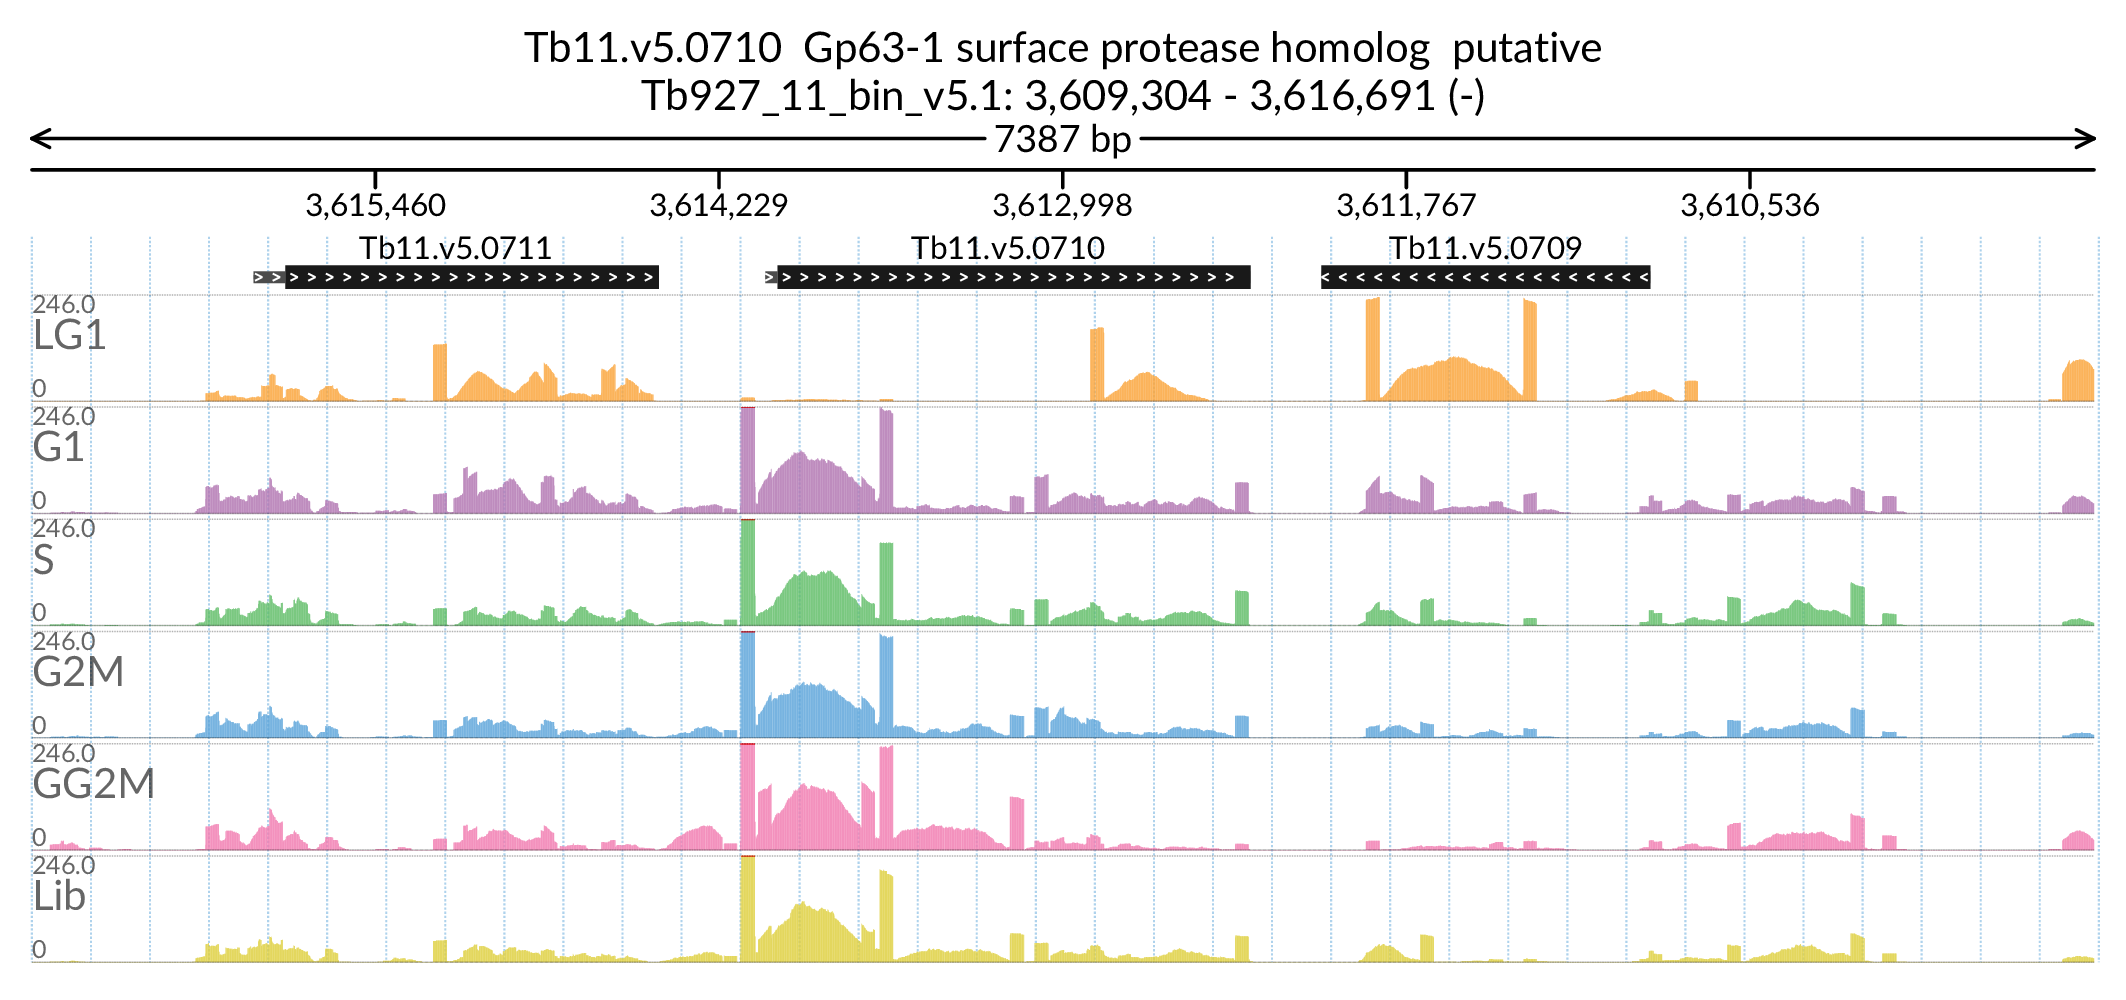 Tb11.v5.0710  Gp63-1 surface protease homolog  putative
Tb927_11_bin_v5.1: 3,609,304 - 3,616,691 (-)
7387 bp
3,615,460 3,614,229 3,612,998 3,611,767 3,610,536
Tb11.v5.0711 Tb11.v5.0710 Tb11.v5.0709
246.0
LG1
0
246.0
G1
0
246.0
S
0
246.0
G2M
0
246.0
GG2M
0
246.0
Lib
0